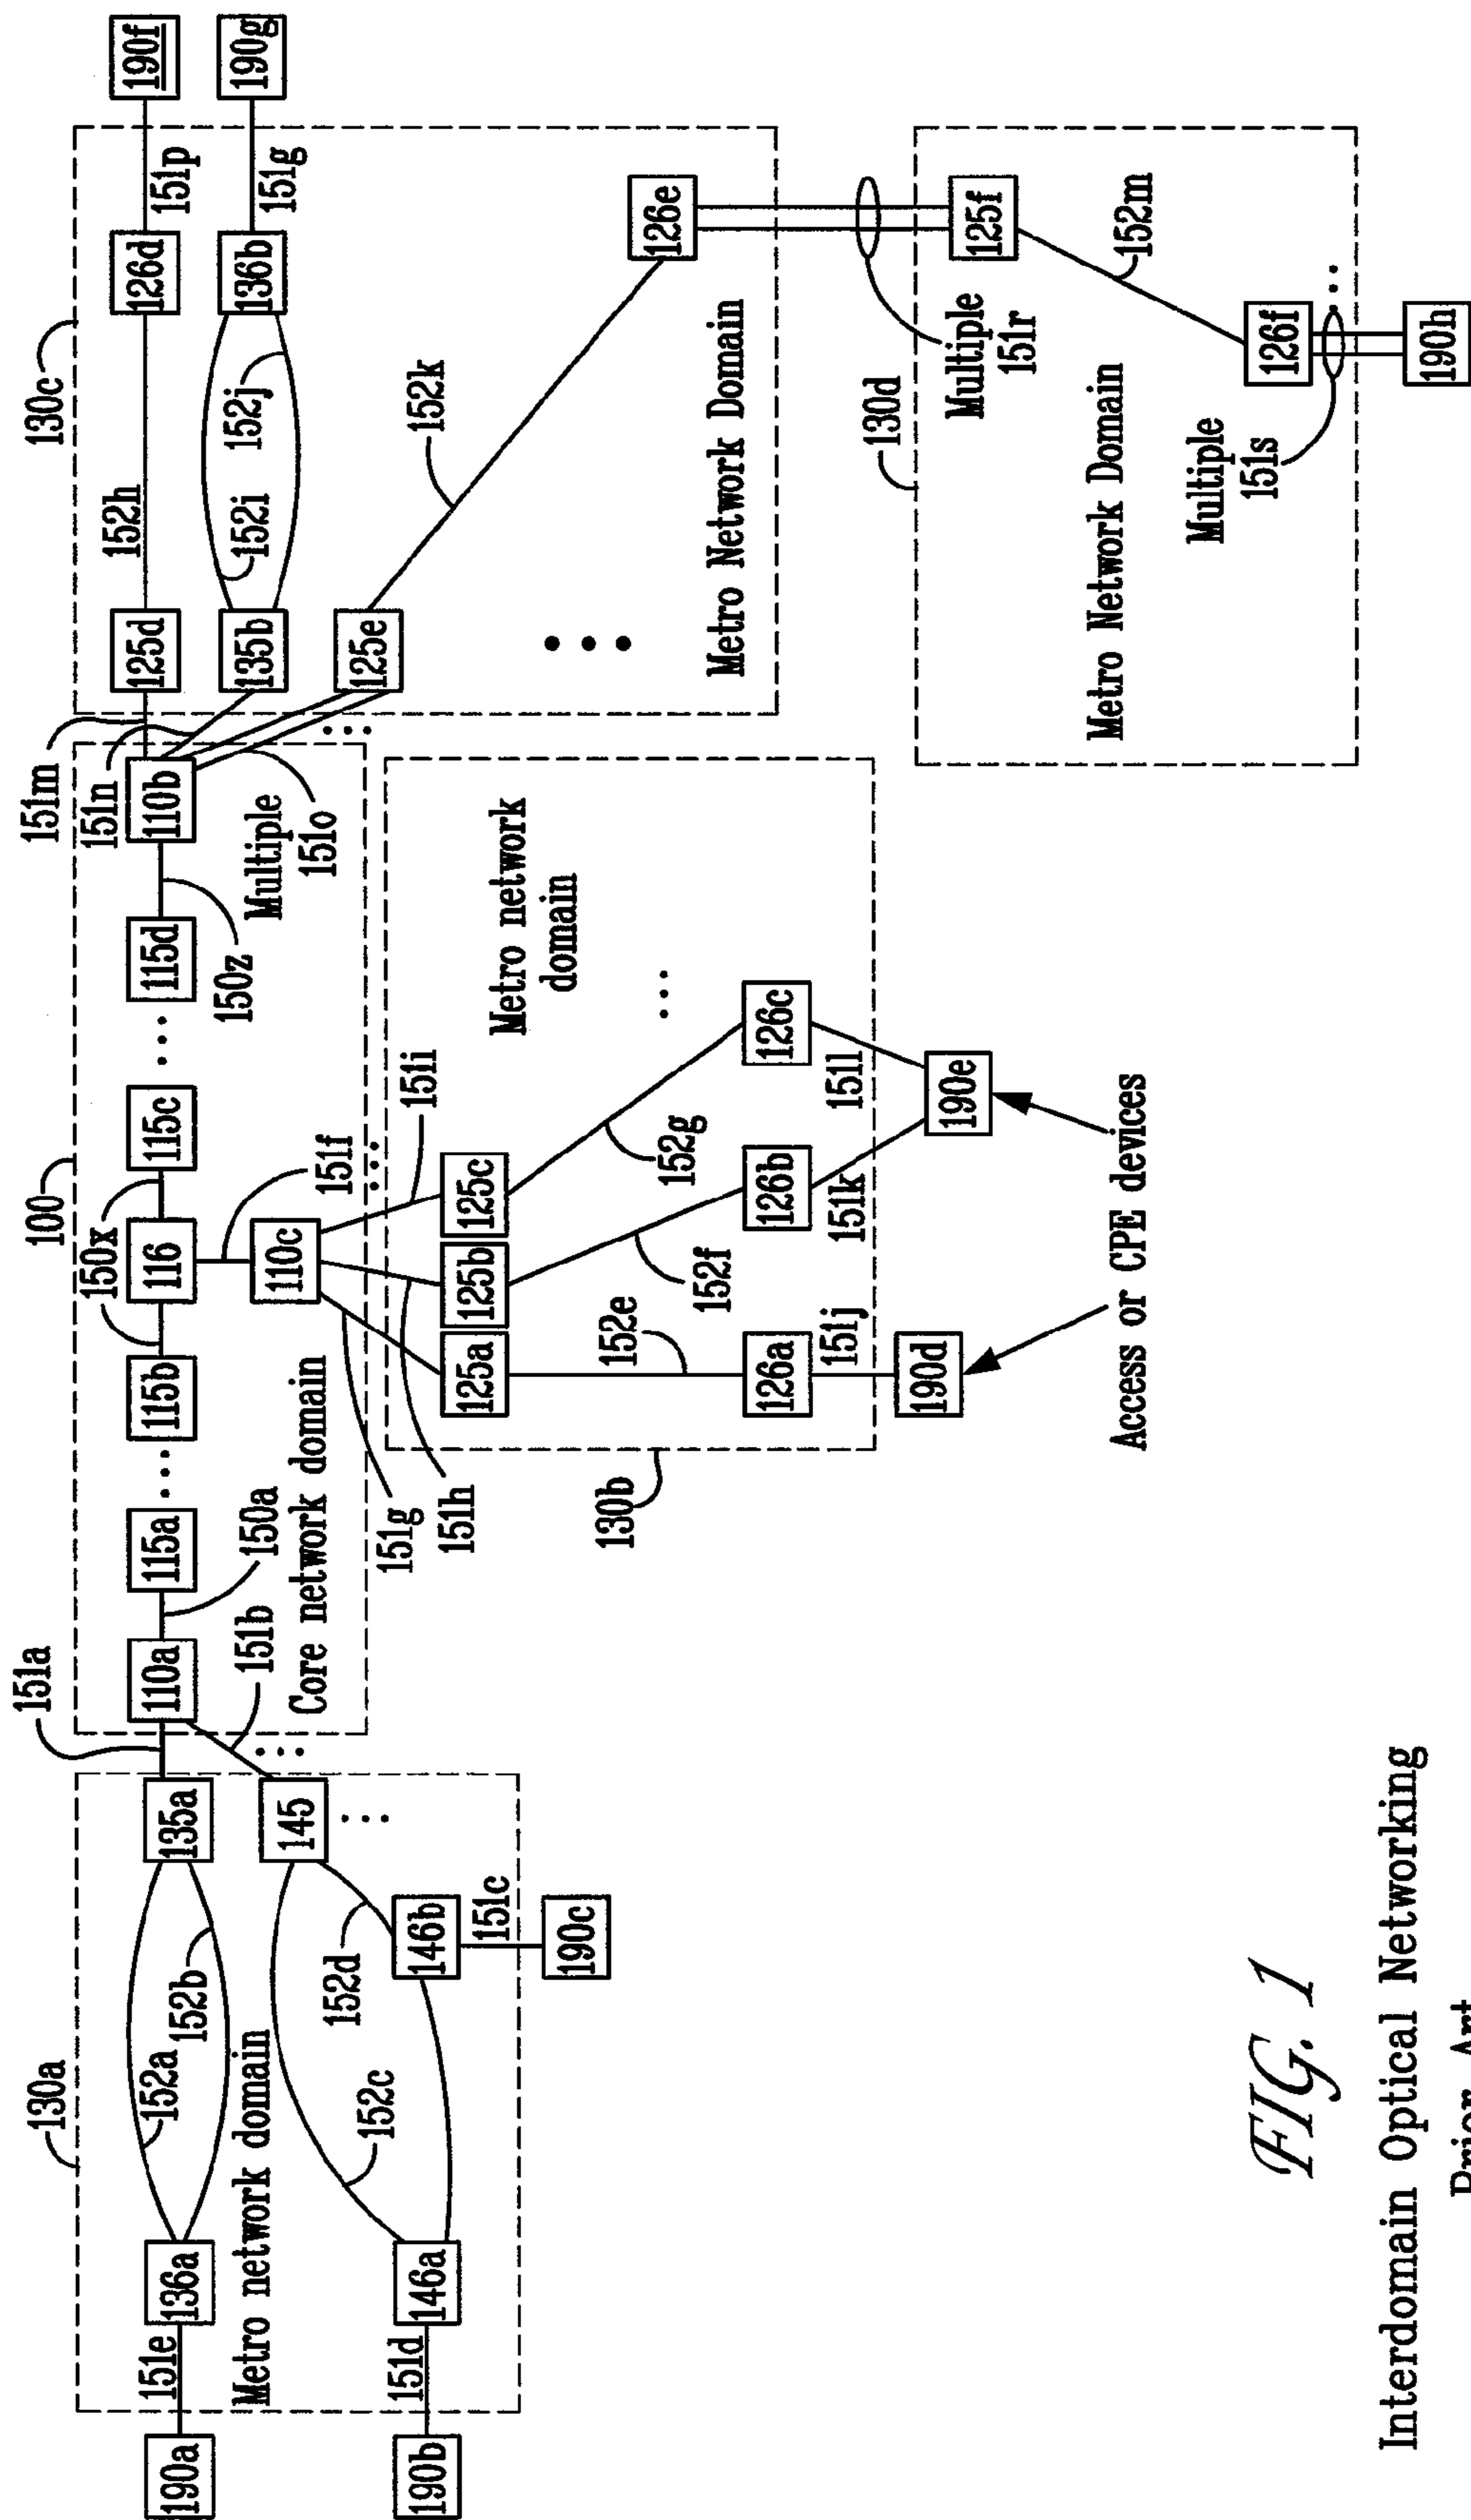 130a
151a
100
151m
130c
190a
151e
136a
152a
152b
135a
110a
150a
115a
...
115b
150x
116
115c
...
115d
150z
110b
151n
125d
152h
126d
151p
190f
Metro network domain
151b
Core network domain
151f
Multiple
151o
135b
152i
152j
136b
151g
190g
190b
151d
146a
152c
152d
145
146b
151c
190c
110c
...
...
125e
152k
126e
151g
151h
125a
125b
125c
151i
Metro network
domain
...
Metro Network Domain
130b
152e
152f
152g
...
126a
126b
126c
151j
151k
151l
190d
190e
Access or CPE devices
130d
Multiple
151r
125f
152m
Metro Network Domain
Multiple
151s
126f
...
190h
FIG. 1
Interdomain Optical Networking
Prior Art